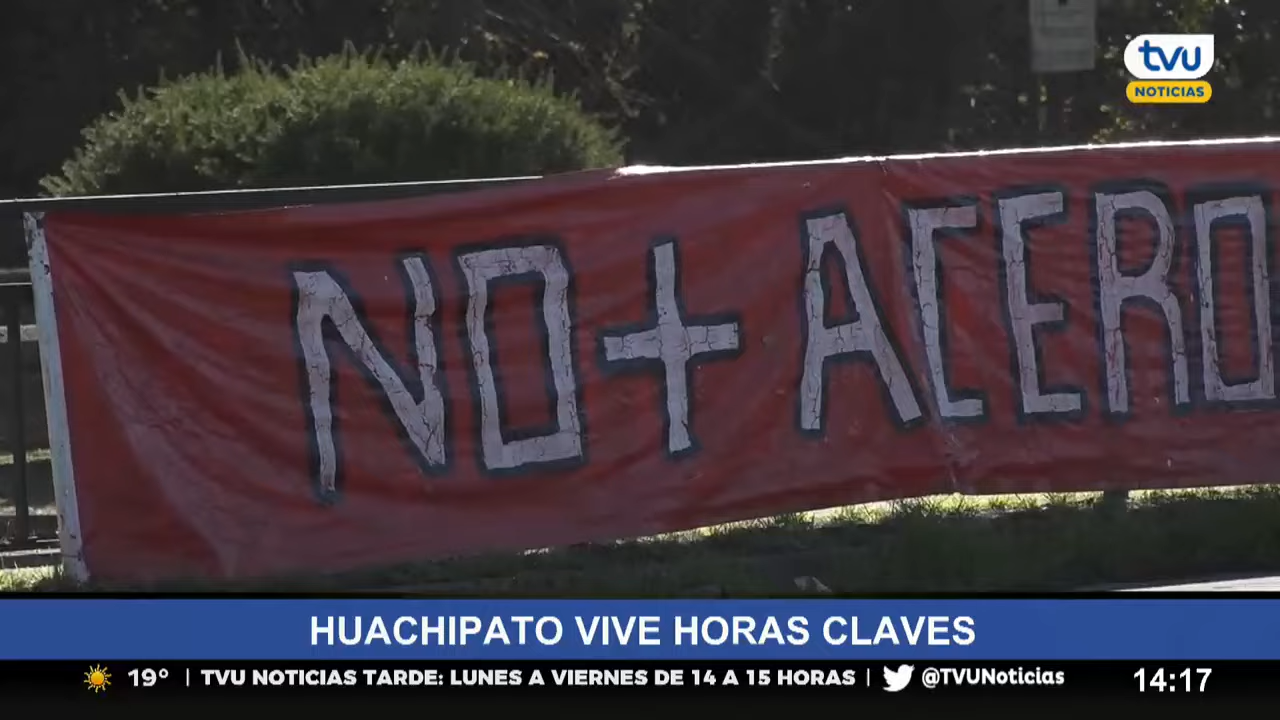 tvu
NOTICIAS
NO+ ACERO
HUACHIPATO VIVE HORAS CLAVES
19° | TVU NOTICIAS TARDE: LUNES A VIERNES DE 14 A 15 HORAS | @TVUNoticias 14:17